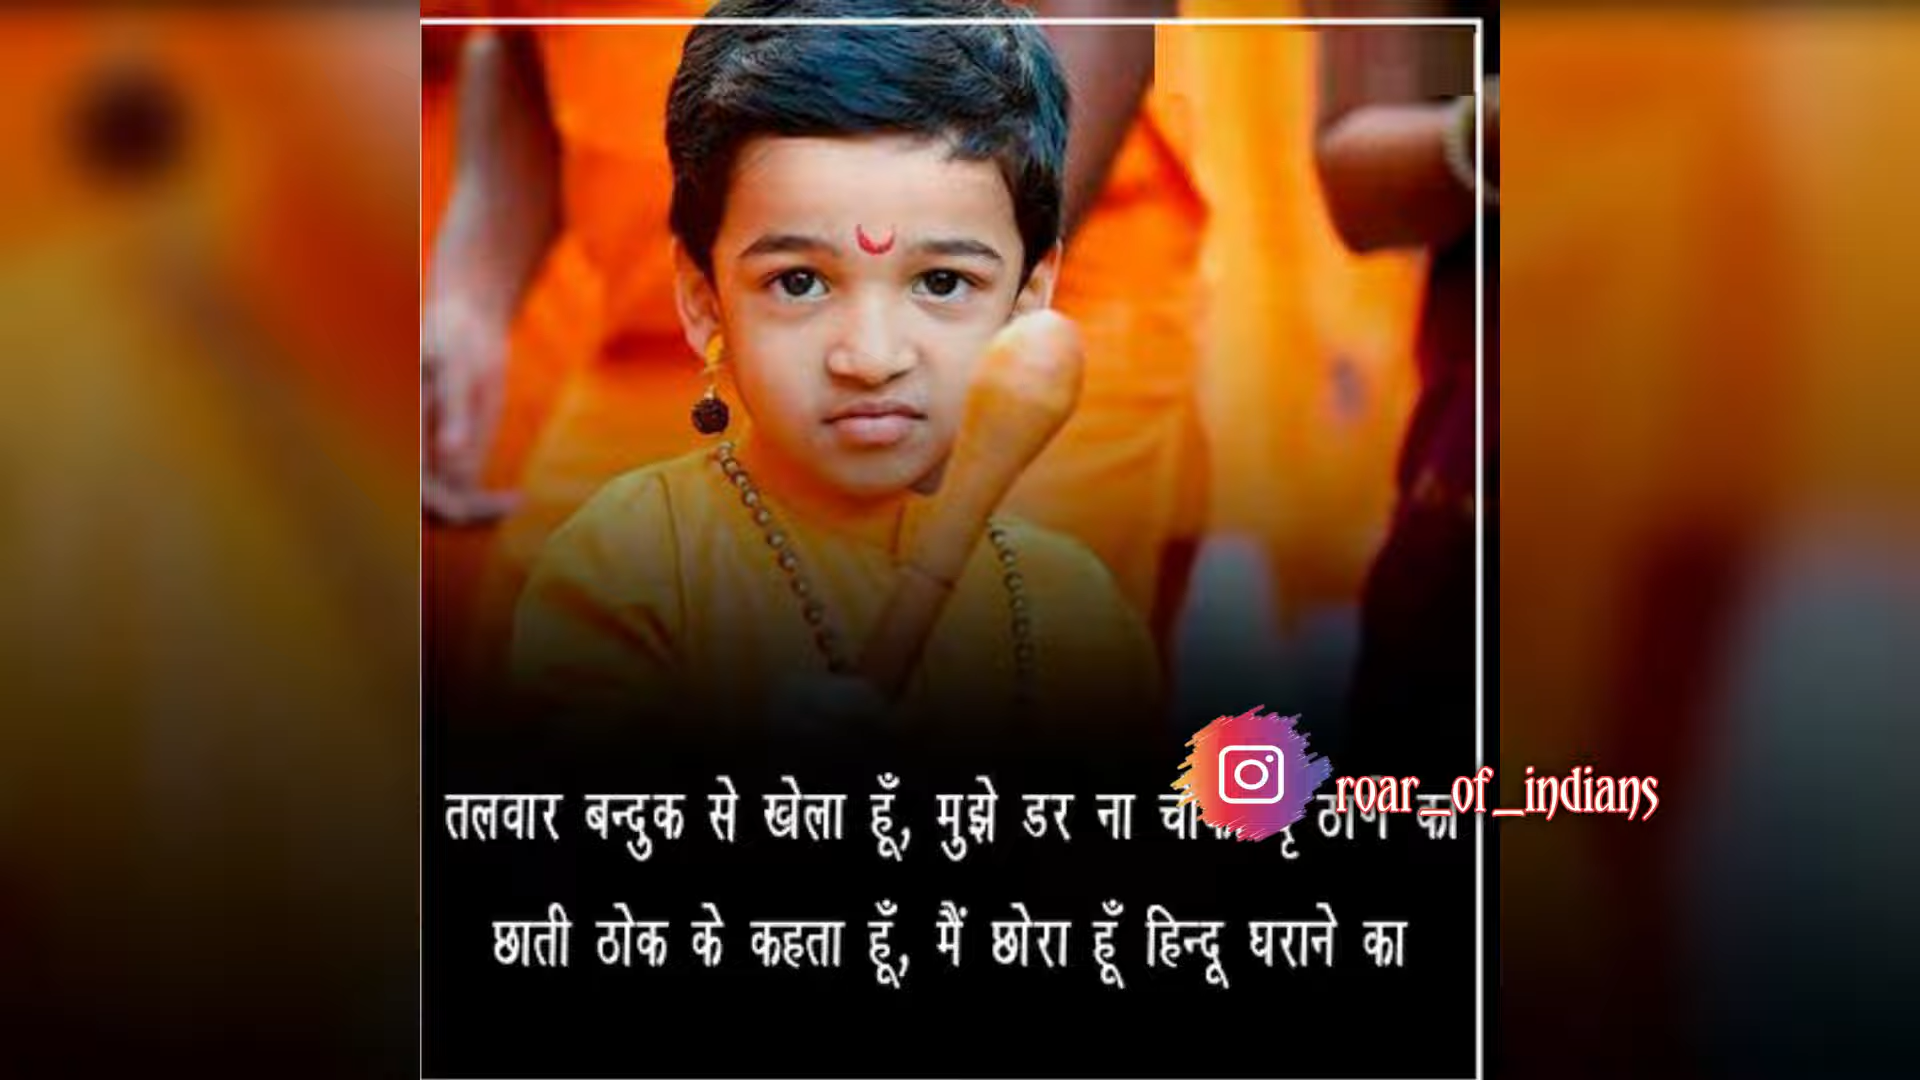 तलवार बन्दुक से खेला हूँ, मुझे डर ना का
छाती ठोक के कहता हूँ, मैं छोरा हूँ हिन्दू घराने का
roar_of_indians